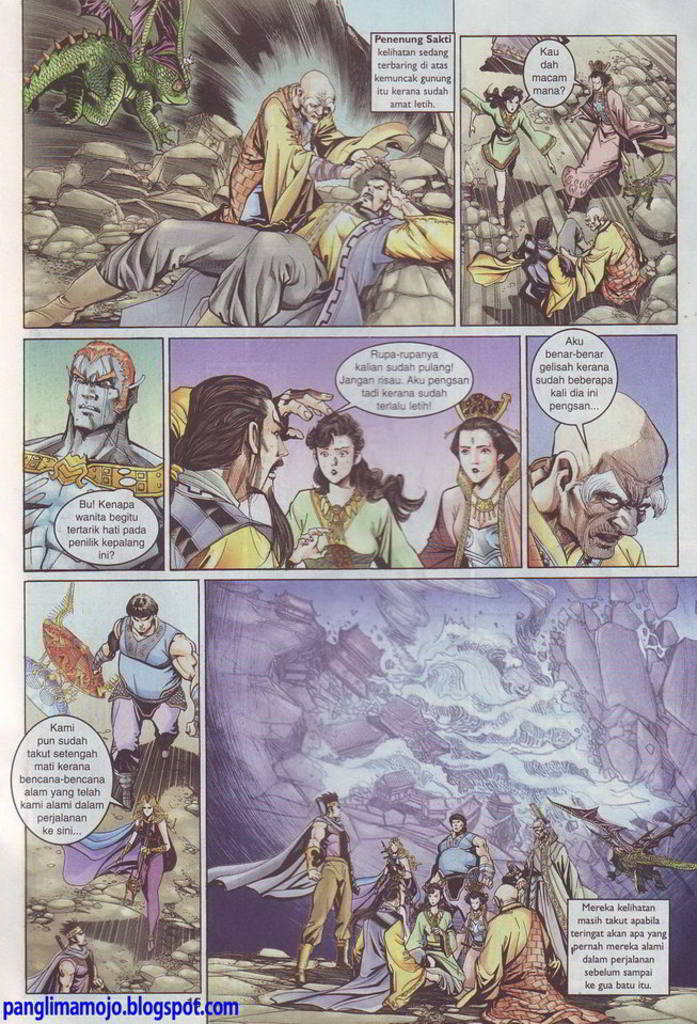 Penenung Sakti
kelihatan sedang
terbaring di atas
kemuncak gunung
itu kerana sudah
amat letih.
Kau
dah
macam
mana?
Bu! Kenapa
wanita begitu
tertarik hati pada
penilik kepalang
ini?
Rupa-rupanya
kalian sudah pulang!
Jangan risau. Aku pengsan
tadi kerana sudah
terlalu letih!
Aku
benar-benar
gelisah kerana
sudah beberapa
kali dia ini
pengsan...
Kami
pun sudah
takut setengah
mati kerana
bencana-bencana
alam yang telah
kami alami dalam
perjalanan
ke sini...
Mereka kelihatan
masih takut apabila
teringat akan apa yang
pernah mereka alami
dalam perjalanan
sebelum sampai
ke gua batu itu.
panglimamojo.blogspot.com